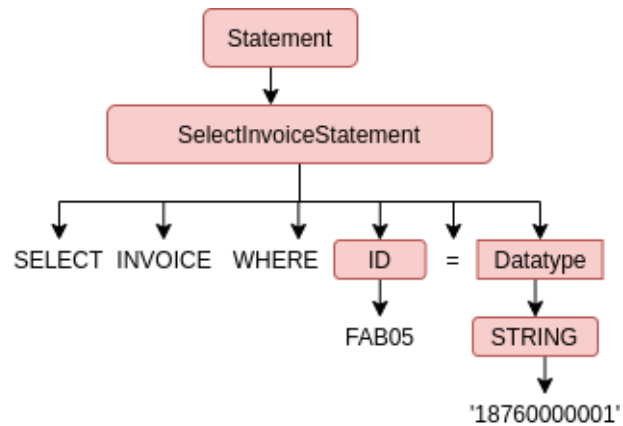 Statement
SelectInvoiceStatement
SELECT INVOICE WHERE ID = Datatype
FAB05 STRING
'18760000001'